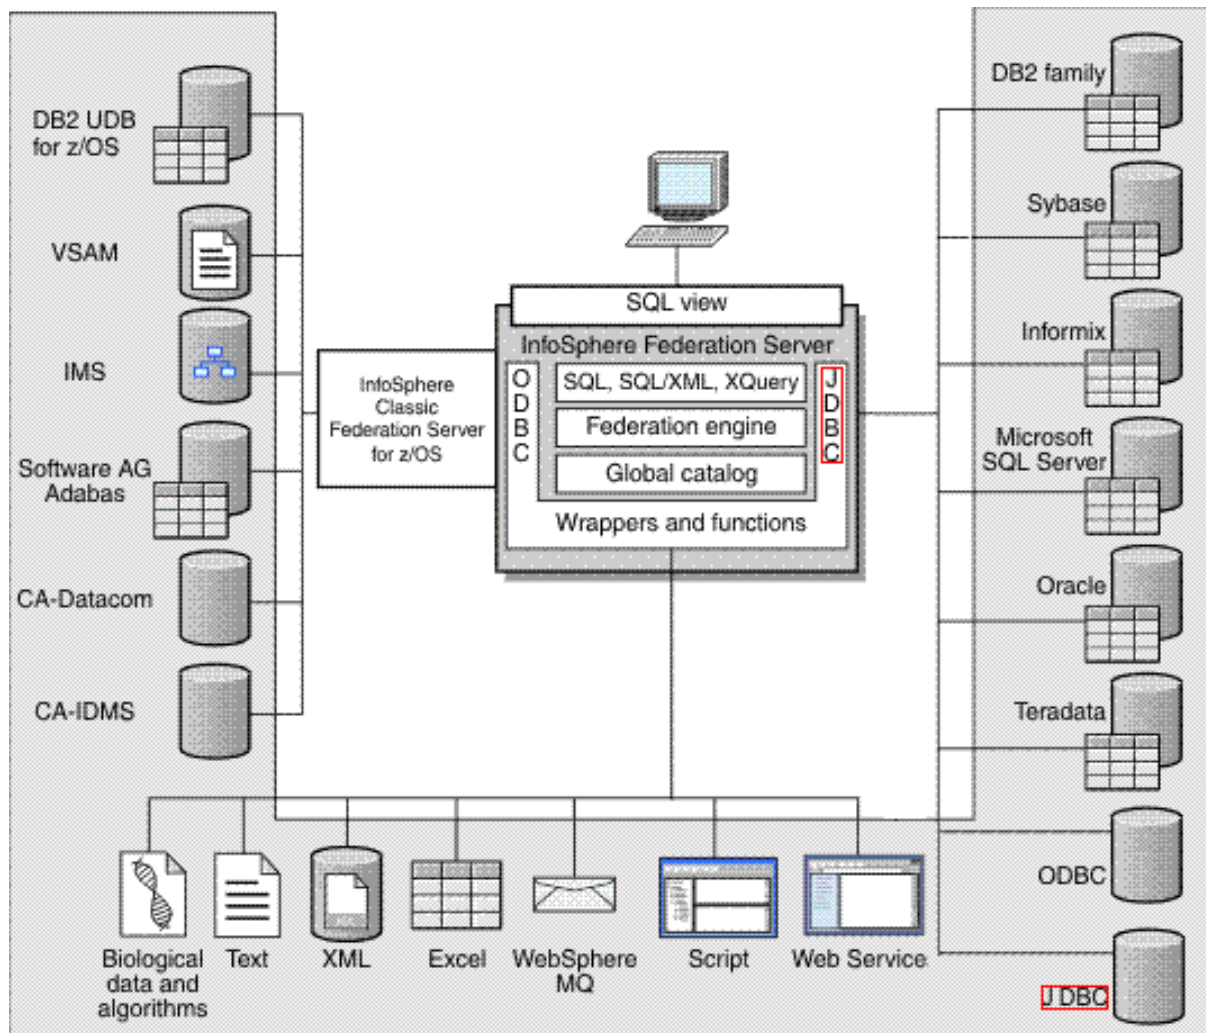 DB2 UDB
for z/OS
VSAM
IMS
Software AG
Adabas
CA-Datacom
CA-IDMS
InfoSphere
Classic
Federation Server
for z/OS
SQL view
InfoSphere Federation Server
O
D
B
C
SQL, SQL/XML, XQuery
Federation engine
Global catalog
J
D
B
C
Wrappers and functions
DB2 family
Sybase
Informix
Microsoft
SQL Server
Oracle
Teradata
ODBC
JDBC
Biological
data and
algorithms
Text
XML
Excel
WebSphere
MQ
Script
Web Service